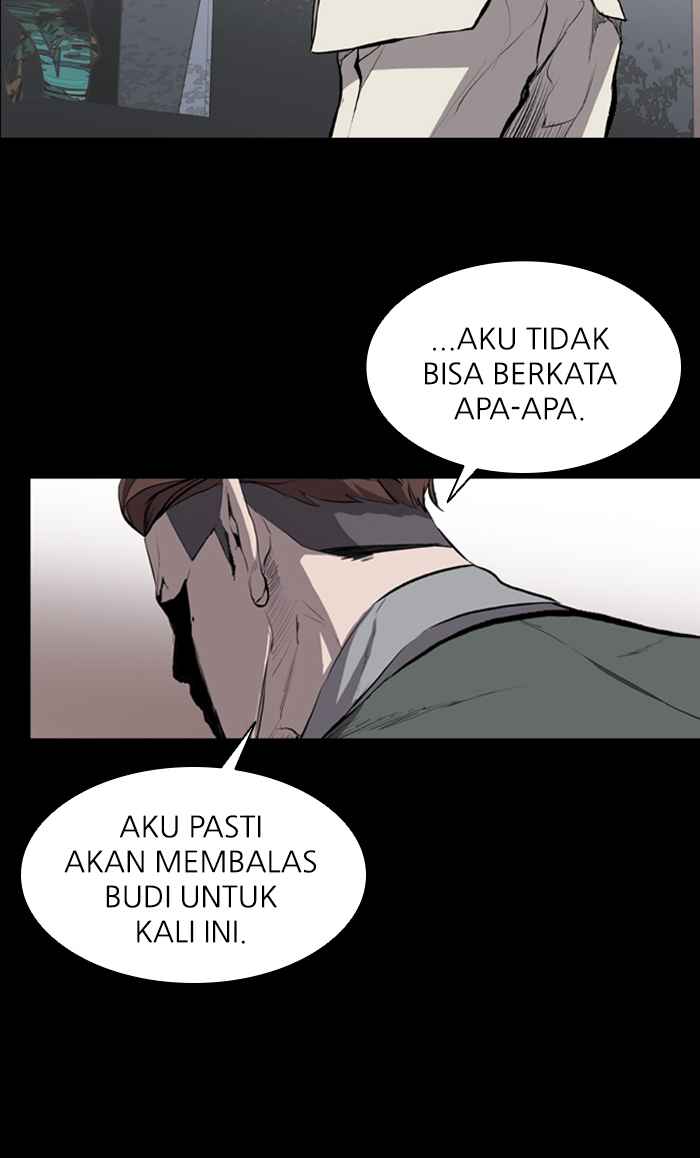 ...AKU TIDAK
BISA BERKATA
APA-APA.
AKU PASTI
AKAN MEMBALAS
BUDI UNTUK
KALI INI.